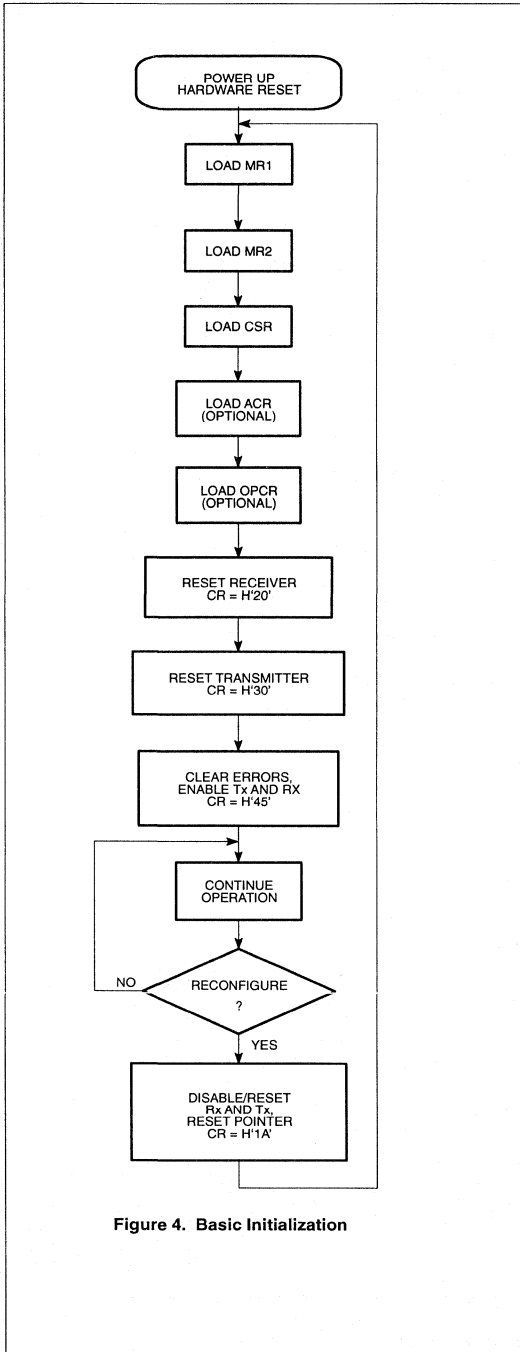 POWER UP
HARDWARE RESET
LOAD MR1
LOAD MR2
LOAD CSR
LOAD ACR
(OPTIONAL)
LOAD OPCR
(OPTIONAL)
RESET RECEIVER
CR = H'20'
RESET TRANSMITTER
CR = H'30'
CLEAR ERRORS,
ENABLE Tx AND RX
CR = H'45'
CONTINUE
OPERATION
NO
RECONFIGURE
?
YES
DISABLE/RESET
Rx AND Tx,
RESET POINTER
CR = H'1A'
Figure 4. Basic Initialization